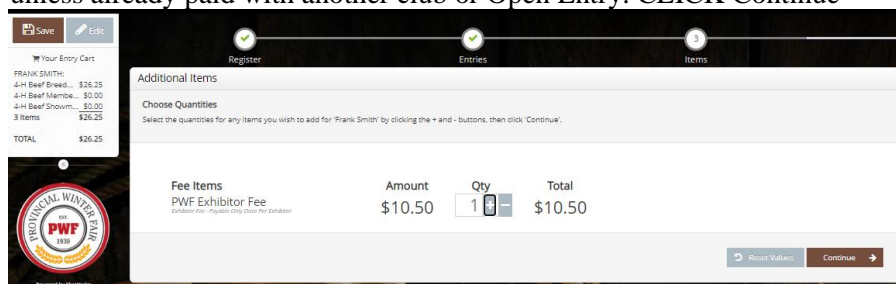 unless already paid with another club or Open Entry. CLICK Continue
Save Edit
Your Entry Cart
FRANK SMITH:
4-H Beef Breed... $26.25
4-H Beef Membe... $0.00
4-H Beef Showm... $0.00
3 Items $26.25
TOTAL $26.25
Register Entries 3 Items
Additional Items
Choose Quantities
Select the quantities for any items you wish to add for 'Frank Smith' by clicking the + and - buttons, then click 'Continue'.
Fee Items Amount Qty Total
PWF Exhibitor Fee $10.50 1 + - $10.50
Exhibitor Fee - Payable Only Once Per Exhibitor
Reset Values Continue
PROVINCIAL WINTER FAIR
EST
PWF
1939